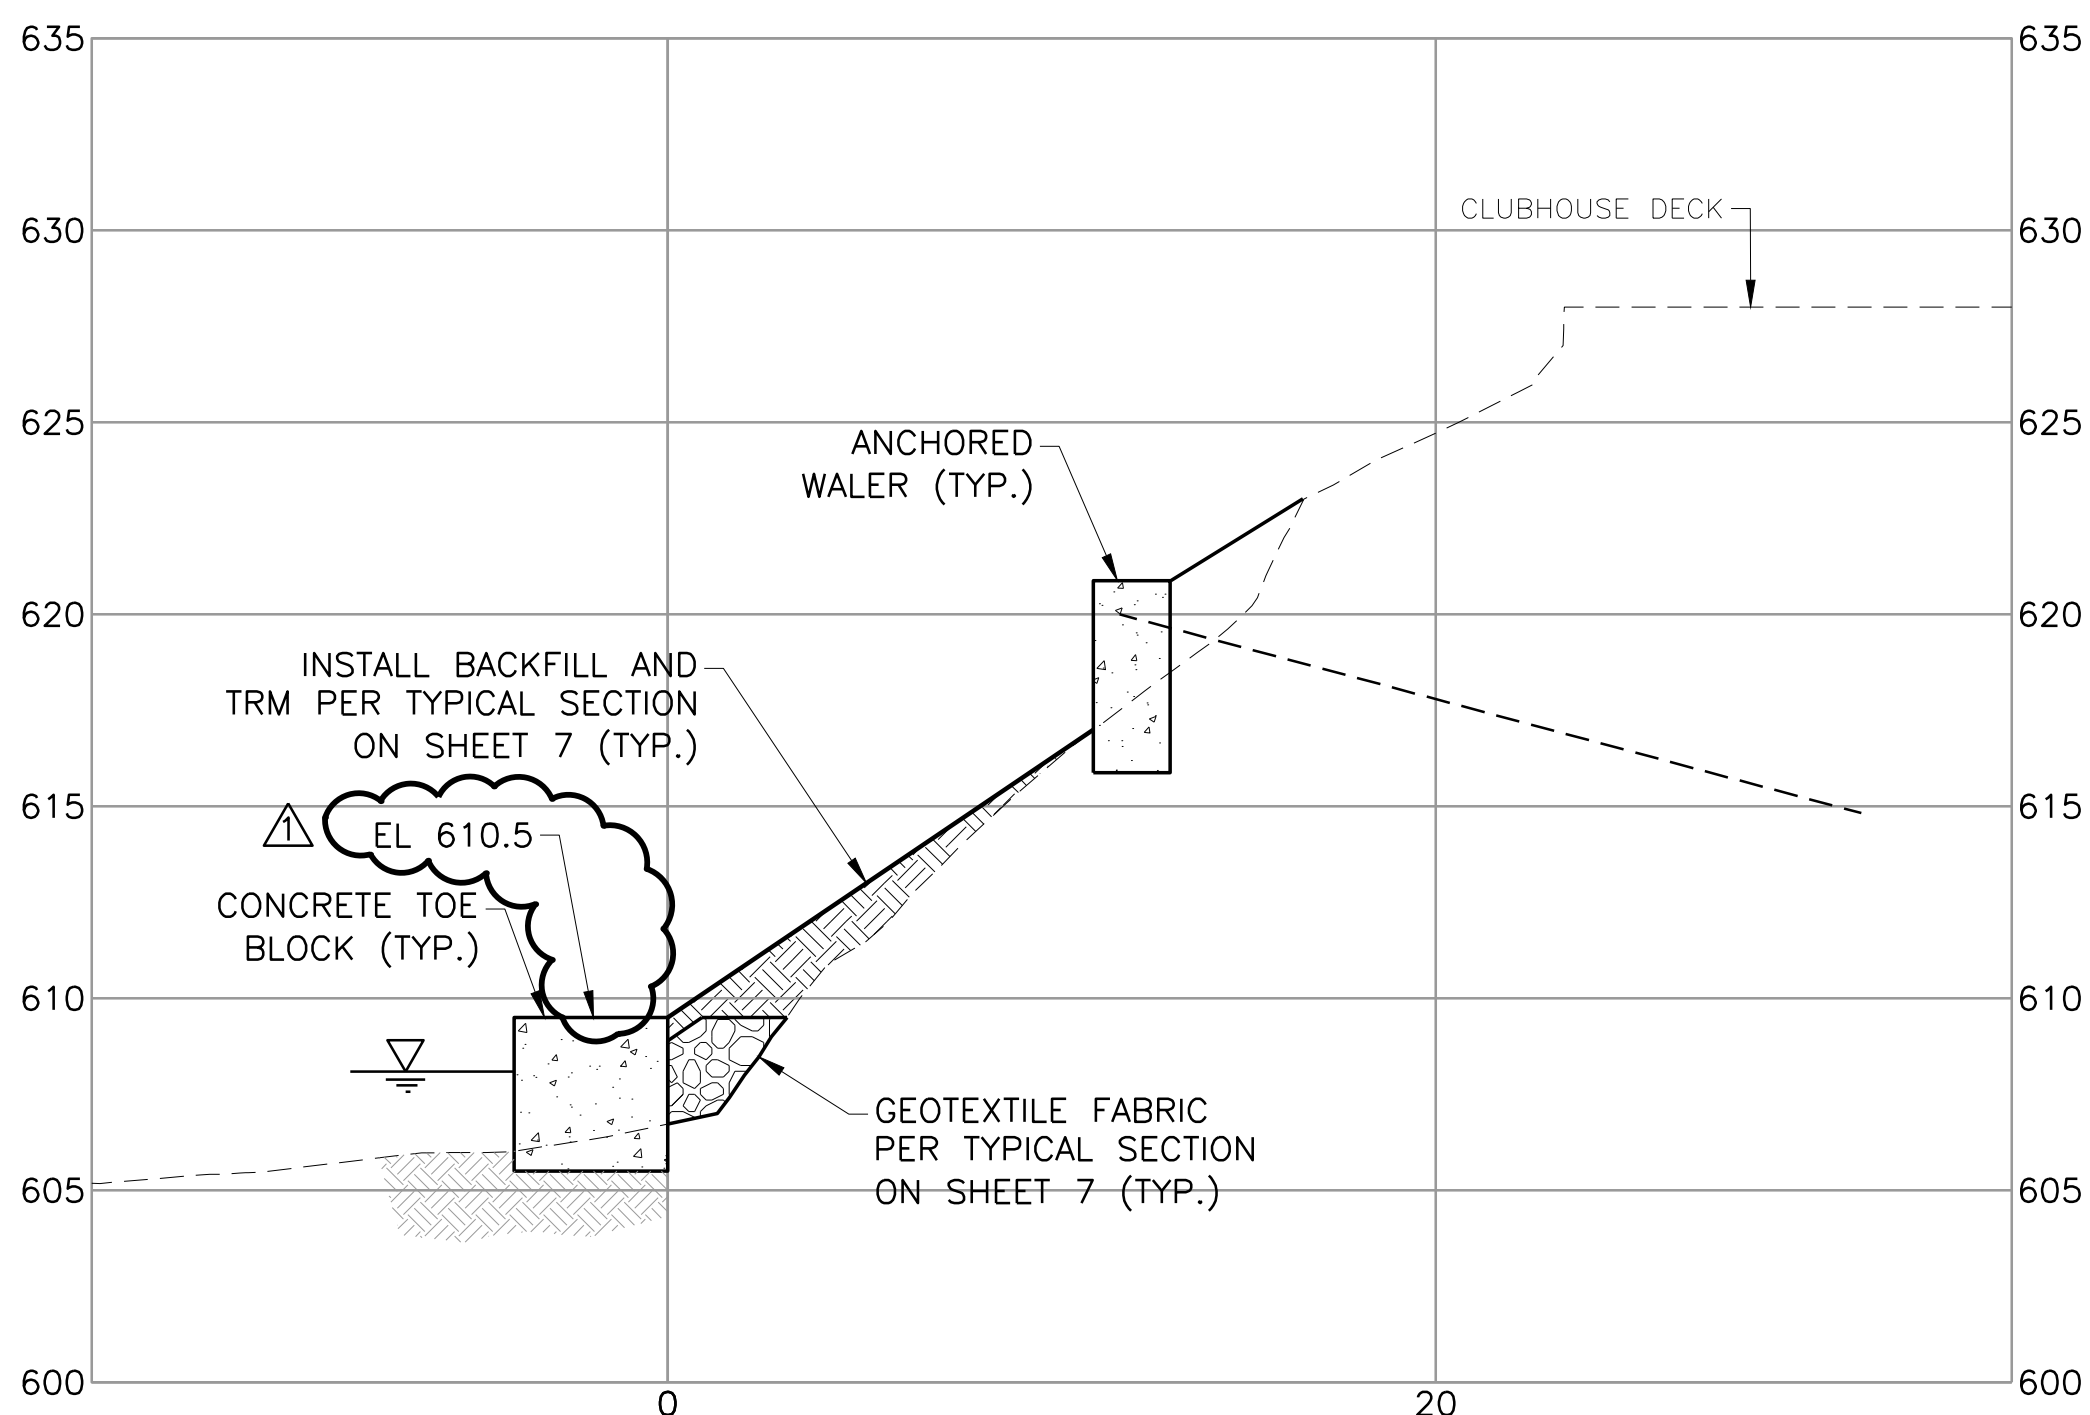 635
635
630
CLUBHOUSE DECK
630
625
625
ANCHORED
WALER (TYP.)
620
620
INSTALL BACKFILL AND
TRM PER TYPICAL SECTION
ON SHEET 7 (TYP.)
615
615
1
EL 610.5
CONCRETE TOE
BLOCK (TYP.)
610
610
GEOTEXTILE FABRIC
PER TYPICAL SECTION
ON SHEET 7 (TYP.)
605
605
600
600
0
20